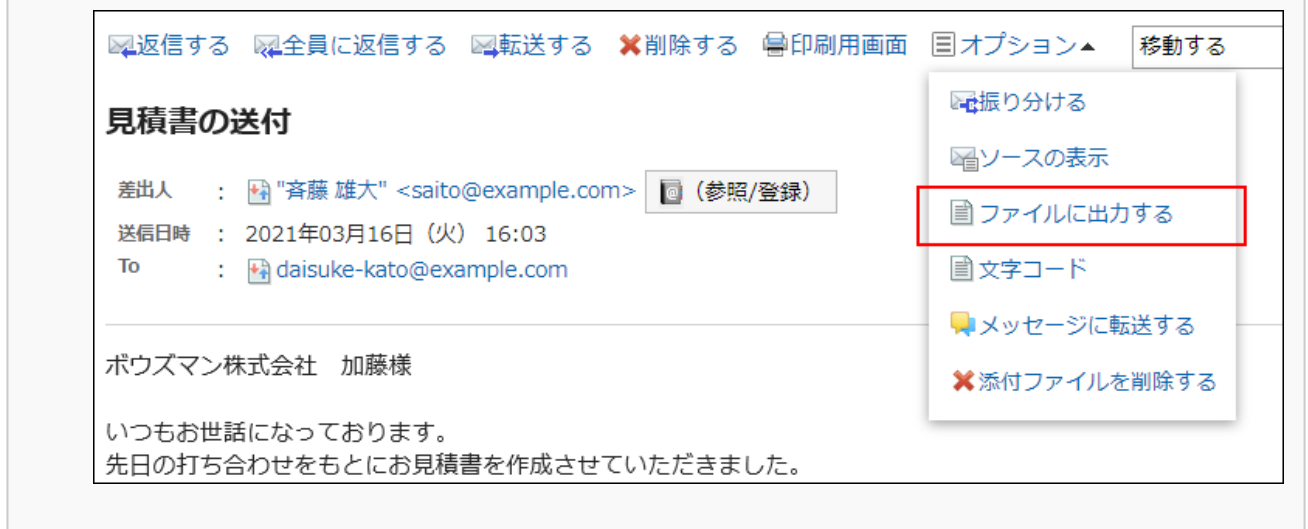 返信する 全員に返信する 転送する 削除する 印刷用画面 オプション▲ 移動する
振り分ける
見積書の送付
ソースの表示
差出人 : "斉藤 雄大" <saito@example.com> (参照/登録)
ファイルに出力する
送信日時 : 2021年03月16日(火) 16:03
To : daisuke-kato@example.com
文字コード
メッセージに転送する
添付ファイルを削除する
ボウズマン株式会社 加藤様
いつもお世話になっております。
先日の打ち合わせをもとにお見積書を作成させていただきました。